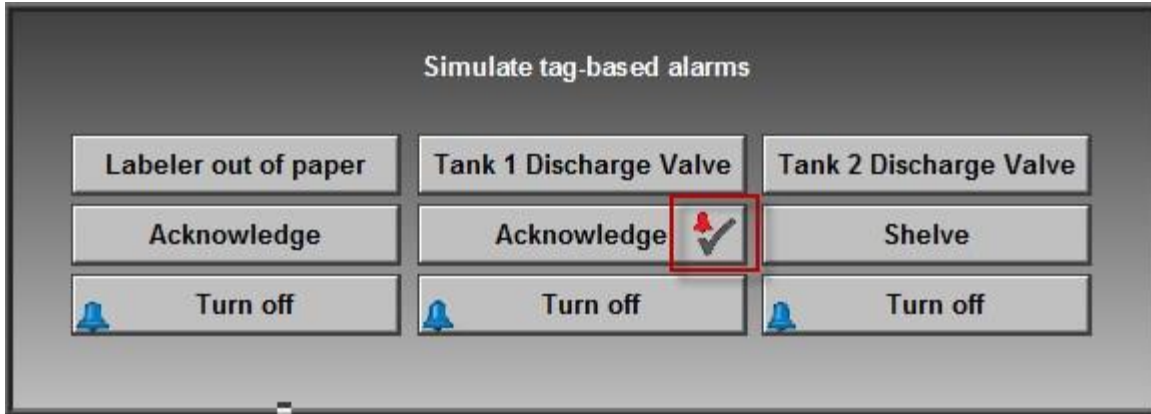 Simulate tag-based alarms
Labeler out of paper
Tank 1 Discharge Valve
Tank 2 Discharge Valve
Acknowledge
Acknowledge
Shelve
Turn off
Turn off
Turn off